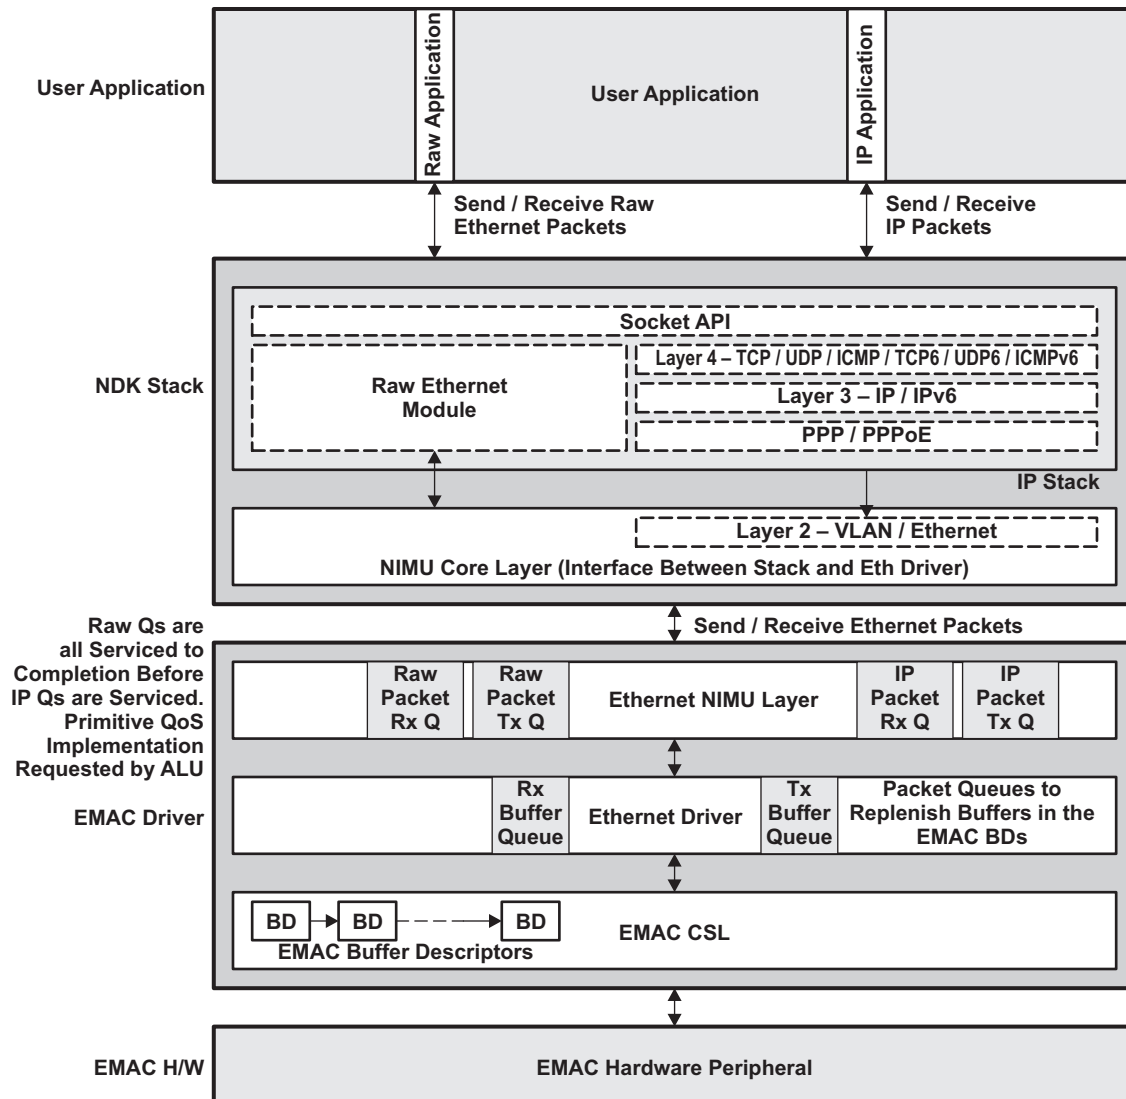 User Application
Raw Application
User Application
IP Application
Send / Receive Raw
Ethernet Packets
Send / Receive
IP Packets
NDK Stack
Socket API
Raw Ethernet
Module
Layer 4 – TCP / UDP / ICMP / TCP6 / UDP6 / ICMPv6
Layer 3 – IP / IPv6
PPP / PPPoE
IP Stack
Layer 2 – VLAN / Ethernet
NIMU Core Layer (Interface Between Stack and Eth Driver)
Send / Receive Ethernet Packets
Raw Qs are
all Serviced to
Completion Before
IP Qs are Serviced.
Primitive QoS
Implementation
Requested by ALU
Raw
Packet
Rx Q
Raw
Packet
Tx Q
Ethernet NIMU Layer
IP
Packet
Rx Q
IP
Packet
Tx Q
EMAC Driver
Rx
Buffer
Queue
Ethernet Driver
Tx
Buffer
Queue
Packet Queues to
Replenish Buffers in the
EMAC BDs
BD
BD
BD
EMAC Buffer Descriptors
EMAC CSL
EMAC H/W
EMAC Hardware Peripheral